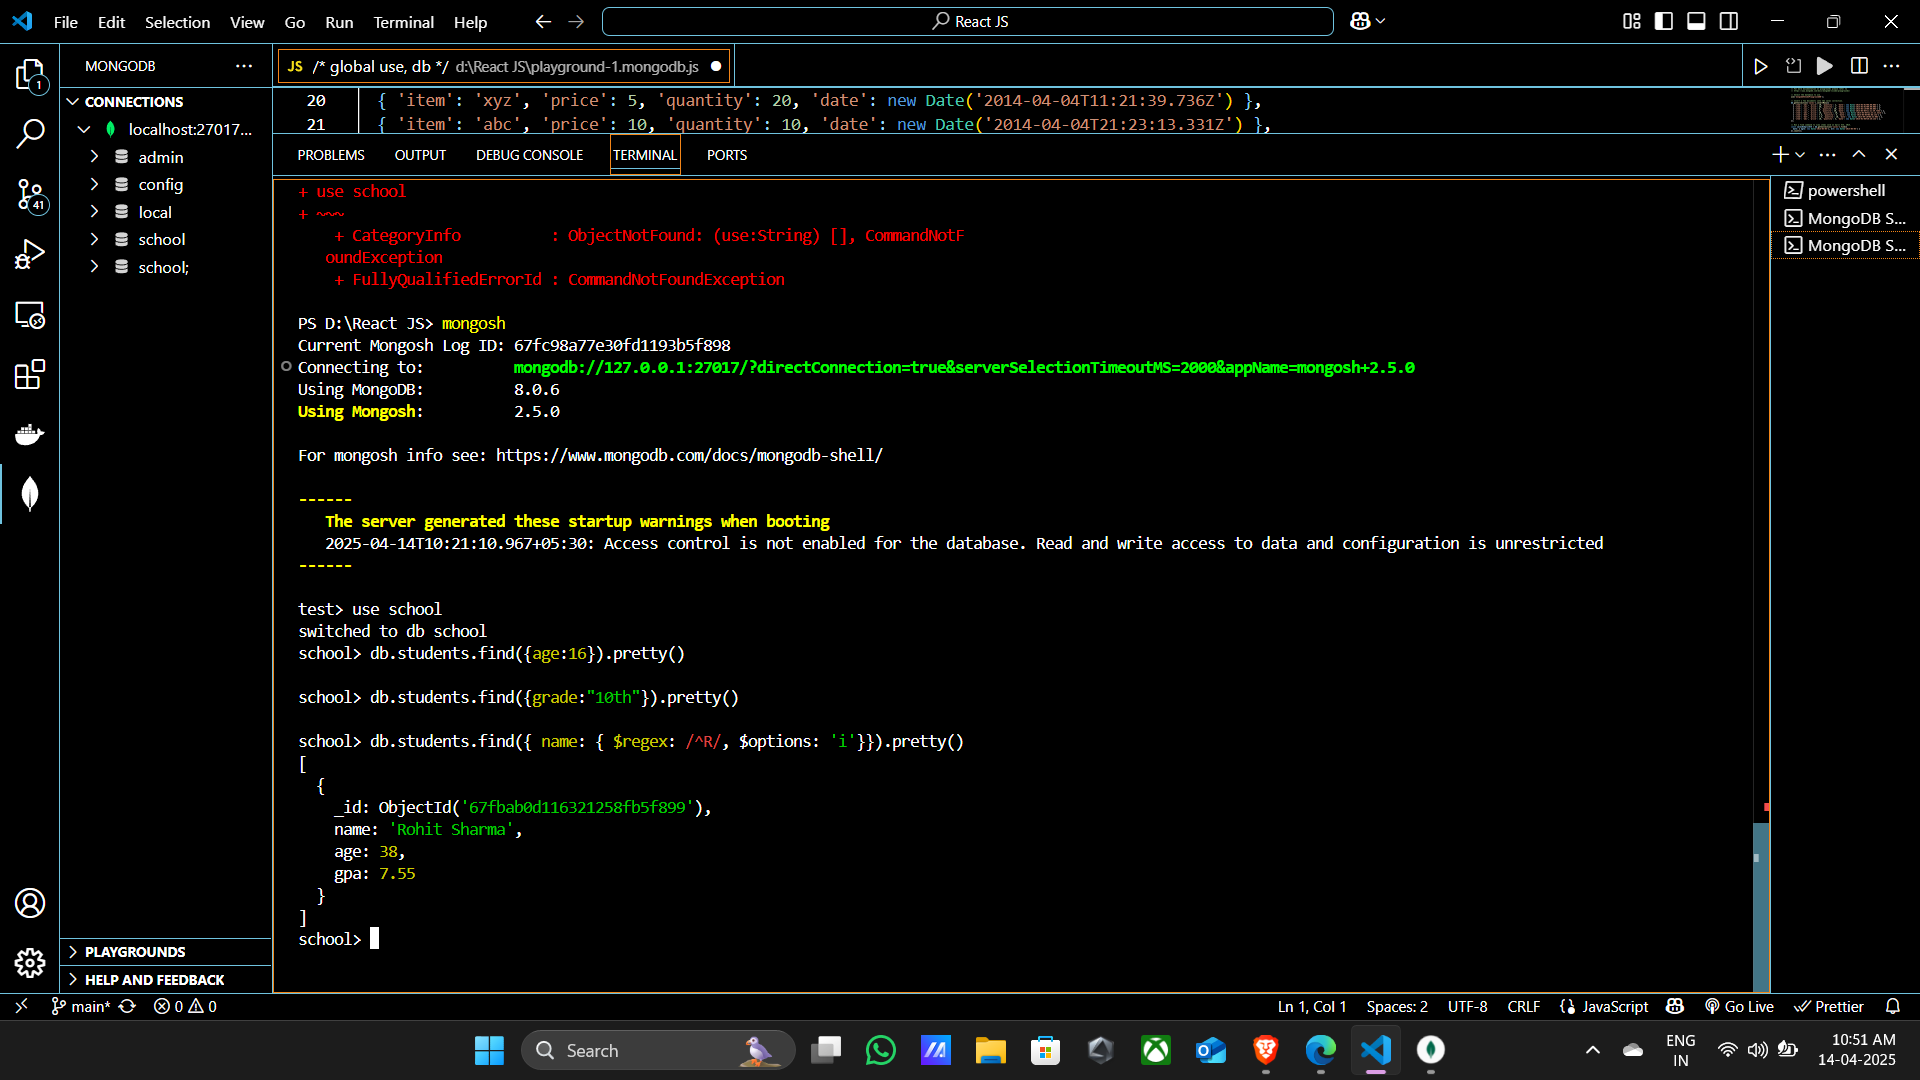 File Edit Selection View Go Run Terminal Help
React JS
MONGODB
JS /* global use, db */ d:\React JS\playground-1.mongodb.js
1
CONNECTIONS
localhost:27017...
admin
config
local
school
school;
41
20 { 'item': 'xyz', 'price': 5, 'quantity': 20, 'date': new Date('2014-04-04T11:21:39.736Z') },
21 { 'item': 'abc', 'price': 10, 'quantity': 10, 'date': new Date('2014-04-04T21:23:13.331Z') },
PROBLEMS OUTPUT DEBUG CONSOLE TERMINAL PORTS
powershell
MongoDB S...
MongoDB S...
+ use school
+ ~~~
+ CategoryInfo : ObjectNotFound: (use:String) [], CommandNotF
oundException
+ FullyQualifiedErrorId : CommandNotFoundException
PS D:\React JS> mongosh
Current Mongosh Log ID: 67fc98a77e30fd1193b5f898
Connecting to: mongodb://127.0.0.1:27017/?directConnection=true&serverSelectionTimeoutMS=2000&appName=mongosh+2.5.0
Using MongoDB: 8.0.6
Using Mongosh: 2.5.0
For mongosh info see: https://www.mongodb.com/docs/mongodb-shell/
------
The server generated these startup warnings when booting
2025-04-14T10:21:10.967+05:30: Access control is not enabled for the database. Read and write access to data and configuration is unrestricted
------
test> use school
switched to db school
school> db.students.find({age:16}).pretty()
school> db.students.find({grade:"10th"}).pretty()
school> db.students.find({ name: { $regex: /^R/, $options: 'i'}}).pretty()
[
{
_id: ObjectId('67fbab0d116321258fb5f899'),
name: 'Rohit Sharma',
age: 38,
gpa: 7.55
}
]
school>
PLAYGROUNDS
HELP AND FEEDBACK
main* 0 0
Ln 1, Col 1 Spaces: 2 UTF-8 CRLF JavaScript Go Live Prettier
Search
ENG
IN
10:51 AM
14-04-2025